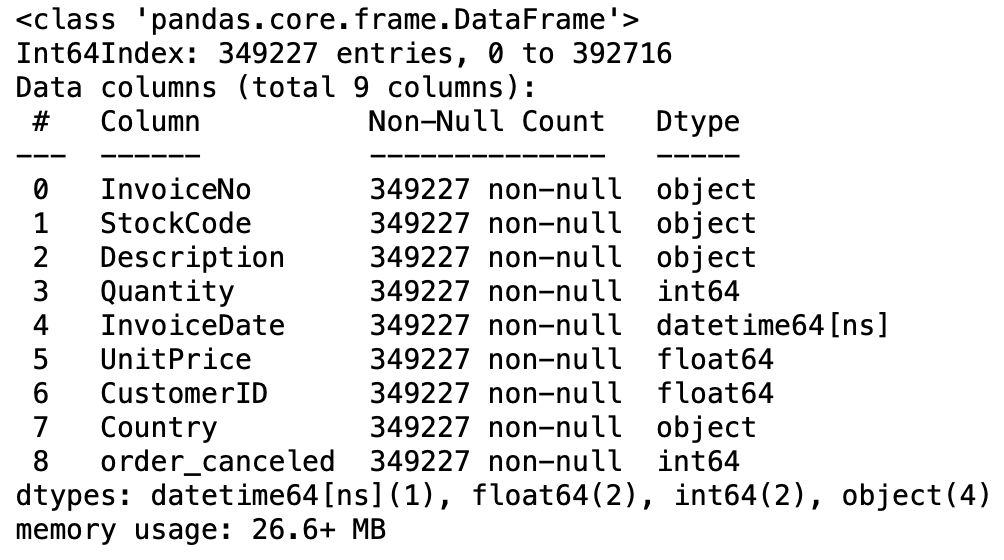 <class 'pandas.core.frame.DataFrame'>
Int64Index: 349227 entries, 0 to 392716
Data columns (total 9 columns):
 #   Column          Non-Null Count   Dtype
---  ------          --------------   -----
 0   InvoiceNo       349227 non-null  object
 1   StockCode       349227 non-null  object
 2   Description     349227 non-null  object
 3   Quantity        349227 non-null  int64
 4   InvoiceDate     349227 non-null  datetime64[ns]
 5   UnitPrice       349227 non-null  float64
 6   CustomerID      349227 non-null  float64
 7   Country         349227 non-null  object
 8   order_canceled  349227 non-null  int64
dtypes: datetime64[ns](1), float64(2), int64(2), object(4)
memory usage: 26.6+ MB